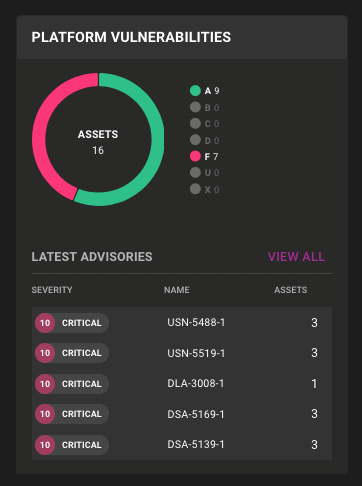 PLATFORM VULNERABILITIES
ASSETS
16
A 9
B 0
C 0
D 0
F 7
U 0
X 0
LATEST ADVISORIES VIEW ALL
SEVERITY NAME ASSETS
10 CRITICAL USN-5488-1 3
10 CRITICAL USN-5519-1 3
10 CRITICAL DLA-3008-1 1
10 CRITICAL DSA-5169-1 3
10 CRITICAL DSA-5139-1 3